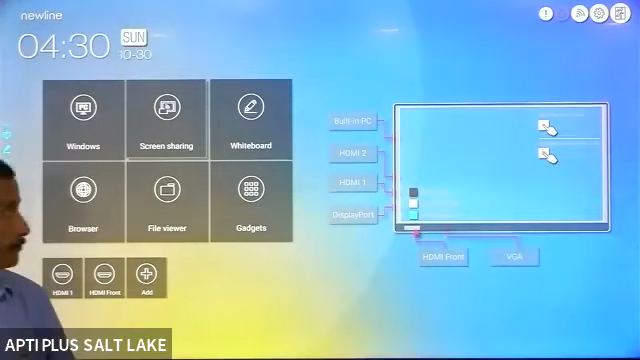 newline
04:30
SUN
10-30
PC
Windows
Screen sharing
Whiteboard
Browser
File viewer
Gadgets
HDMI 1
HDMI Front
Add
Built-in PC
HDMI 2
HDMI 1
DisplayPort
HDMI Front
VGA
APTI PLUS SALT LAKE